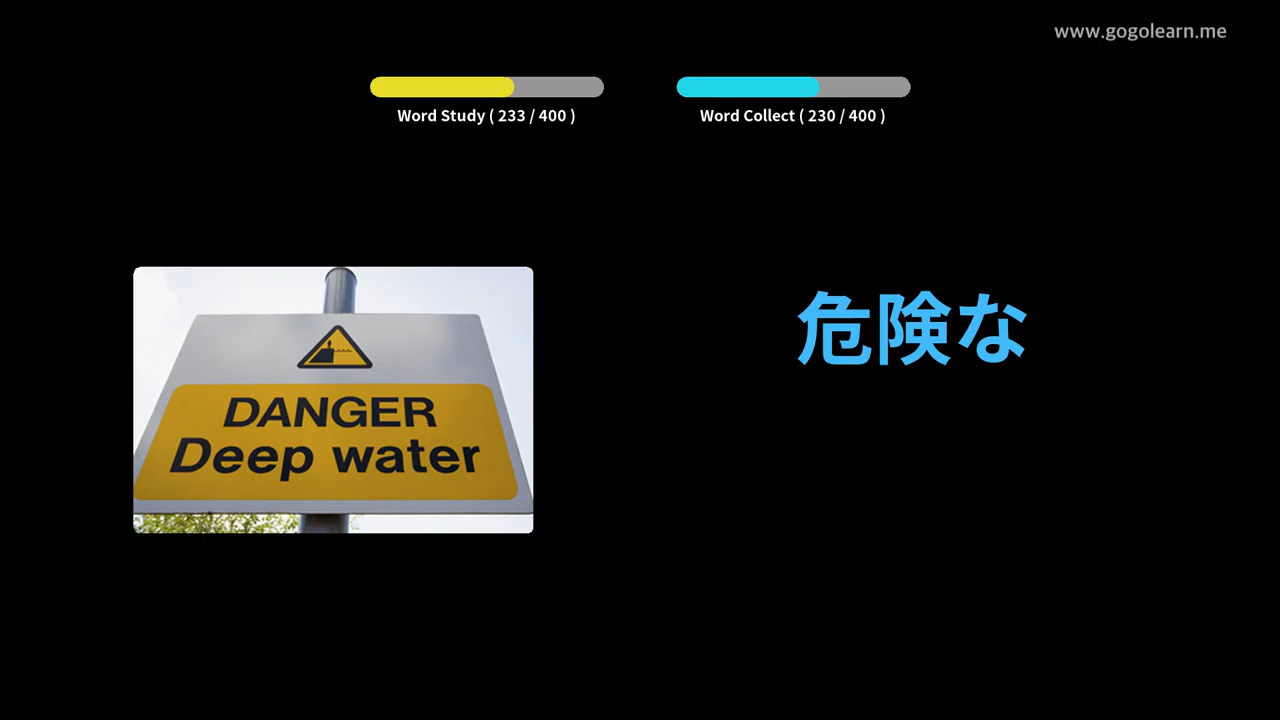 www.gogolearn.me
Word Study ( 233 / 400 )
Word Collect ( 230 / 400 )
DANGER
Deep water
危険な